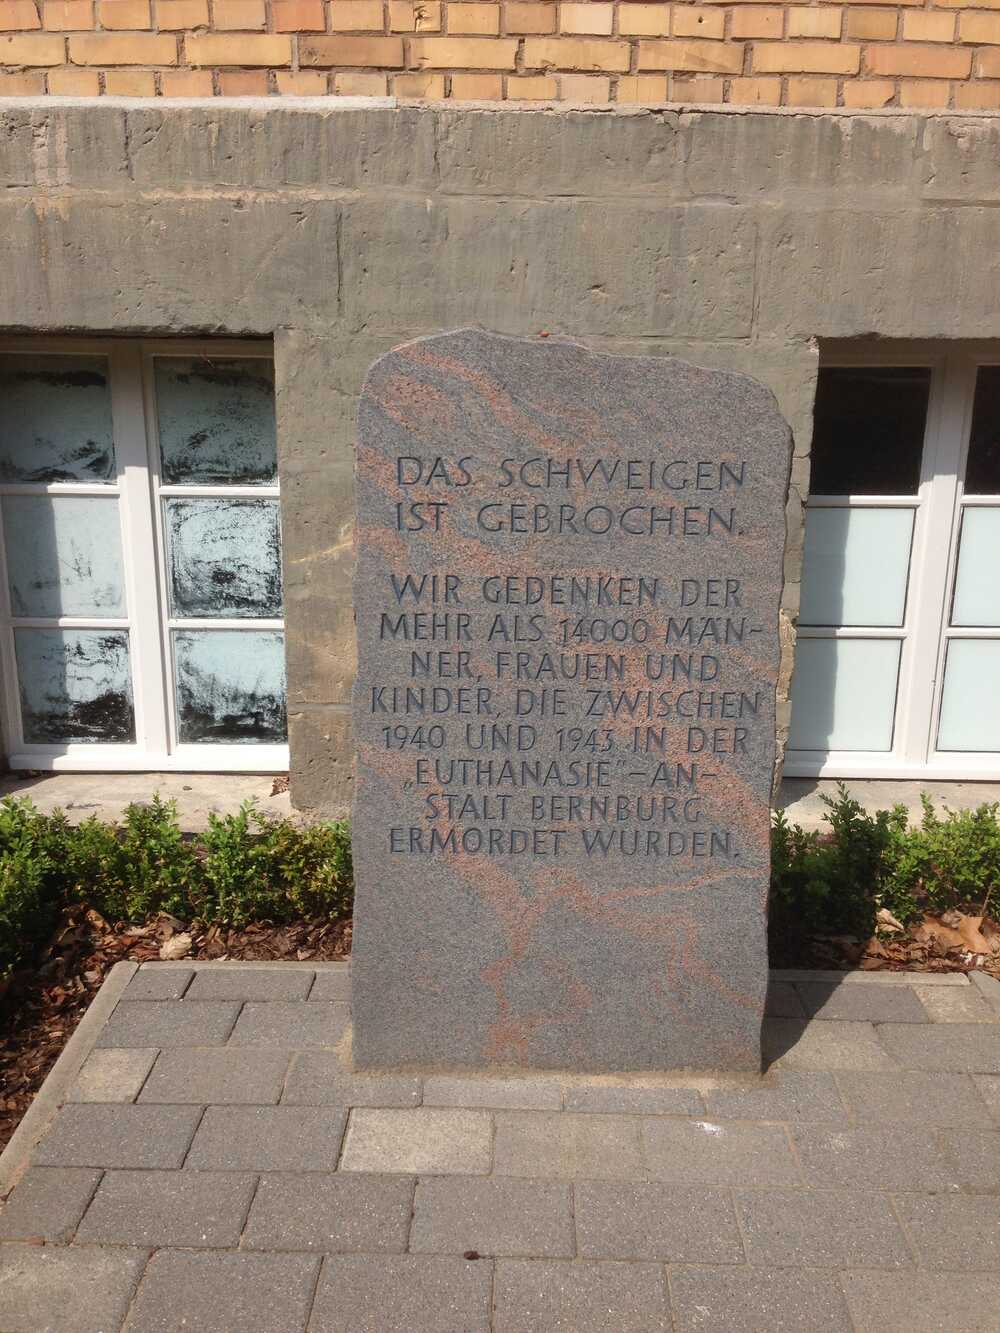 DAS SCHWEIGEN
IST GEBROCHEN.
WIR GEDENKEN DER
MEHR ALS 14000 MÄN-
NER, FRAUEN UND
KINDER, DIE ZWISCHEN
1940 UND 1943 IN DER
„EUTHANASIE"-AN-
STALT BERNBURG
ERMORDET WURDEN.